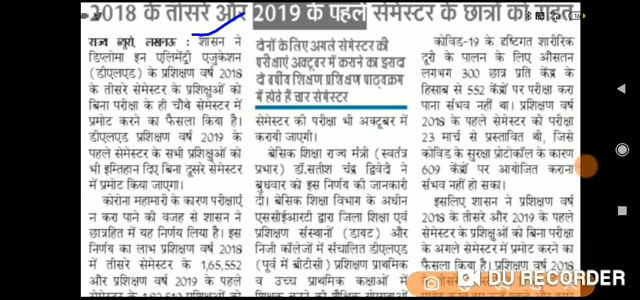 2018 के तीसरे और 2019 के पहले सेमेस्टर के छात्रों को राहत
राज्य ब्यूरो, लखनऊ : शासन ने
डिप्लोमा इन एलिमेंट्री एजुकेशन
(डीएलएड) के प्रशिक्षण वर्ष 2018
के तीसरे सेमेस्टर के प्रशिक्षुओं को
बिना परीक्षा के ही चौथे सेमेस्टर में
प्रमोट करने का फैसला किया है।
डीएलएड प्रशिक्षण वर्ष 2019 के
पहले सेमेस्टर के सभी प्रशिक्षुओं को
भी इम्तिहान दिए बिना दूसरे सेमेस्टर
में प्रमोट किया जाएगा।
कोरोना महामारी के कारण परीक्षाएं
न करा पाने की वजह से शासन ने
छात्रहित में यह निर्णय लिया है। इस
निर्णय का लाभ प्रशिक्षण वर्ष 2018
में तीसरे सेमेस्टर के 1,65,552
और प्रशिक्षण वर्ष 2019 के पहले
दोनों के लिए अगले सेमेस्टर की
परीक्षाएं अक्टूबर में कराने का इरादा
दो वर्षीय शिक्षण प्रशिक्षण पाठ्यक्रम
में होते हैं चार सेमेस्टर
सेमेस्टर की परीक्षा भी अक्टूबर में
करायी जाएगी।
बेसिक शिक्षा राज्य मंत्री (स्वतंत्र
प्रभार) डॉ.सतीश चंद्र द्विवेदी ने
बुधवार को इस निर्णय की जानकारी
दी। बेसिक शिक्षा विभाग के अधीन
एससीईआरटी द्वारा जिला शिक्षा एवं
प्रशिक्षण संस्थानों (डायट) और
निजी कॉलेजों में संचालित डीएलएड
(पूर्व में बीटीसी) प्रशिक्षण प्राथमिक
व उच्च प्राथमिक कक्षाओं में
कोविड-19 के दृष्टिगत शारीरिक
दूरी के पालन के लिए औसतन
लगभग 300 छात्र प्रति केंद्र के
हिसाब से 552 केंद्रों पर परीक्षा करा
पाना संभव नहीं था। प्रशिक्षण वर्ष
2018 के पहले सेमेस्टर की परीक्षा
23 मार्च से प्रस्तावित थी, जिसे
कोविड के सुरक्षा प्रोटोकॉल के कारण
609 केंद्रों पर आयोजित कराना
संभव नहीं हो सका।
इसलिए शासन ने प्रशिक्षण वर्ष
2018 के तीसरे और 2019 के पहले
सेमेस्टर के प्रशिक्षुओं को बिना परीक्षा
के अगले सेमेस्टर में प्रमोट करने का
फैसला किया है। प्रशिक्षण वर्ष
DU RECORDER